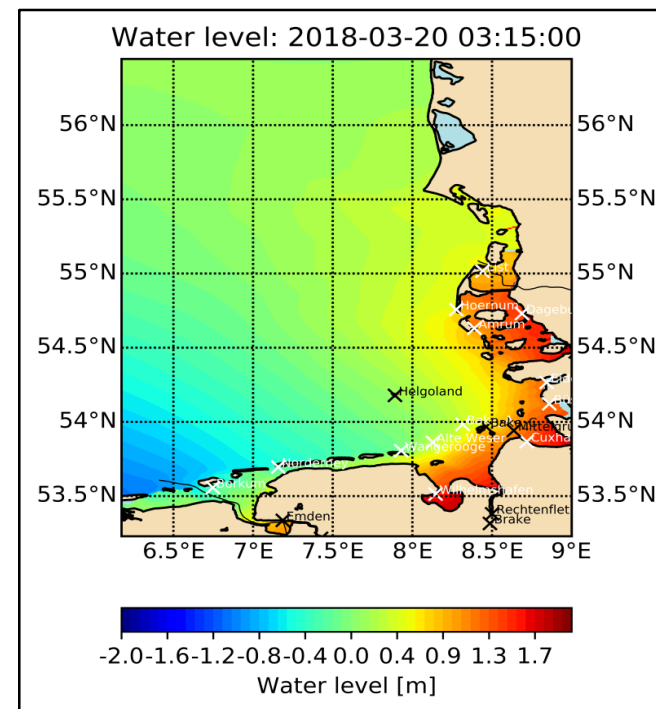 Water level: 2018-03-20 03:15:00
56°N 56°N
55.5°N 55.5°N
55°N 55°N
Hoernum
Amrum
54.5°N 54.5°N
Helgoland
54°N 54°N
Alte Weser
Wangerooge
Norderney
Wilhelmshaven
Burkum
53.5°N 53.5°N
Rechtenflet
Emden
Brake
6.5°E 7°E 7.5°E 8°E 8.5°E 9°E
-2.0 -1.6 -1.2 -0.8 -0.4 0.0 0.4 0.9 1.3 1.7
Water level [m]